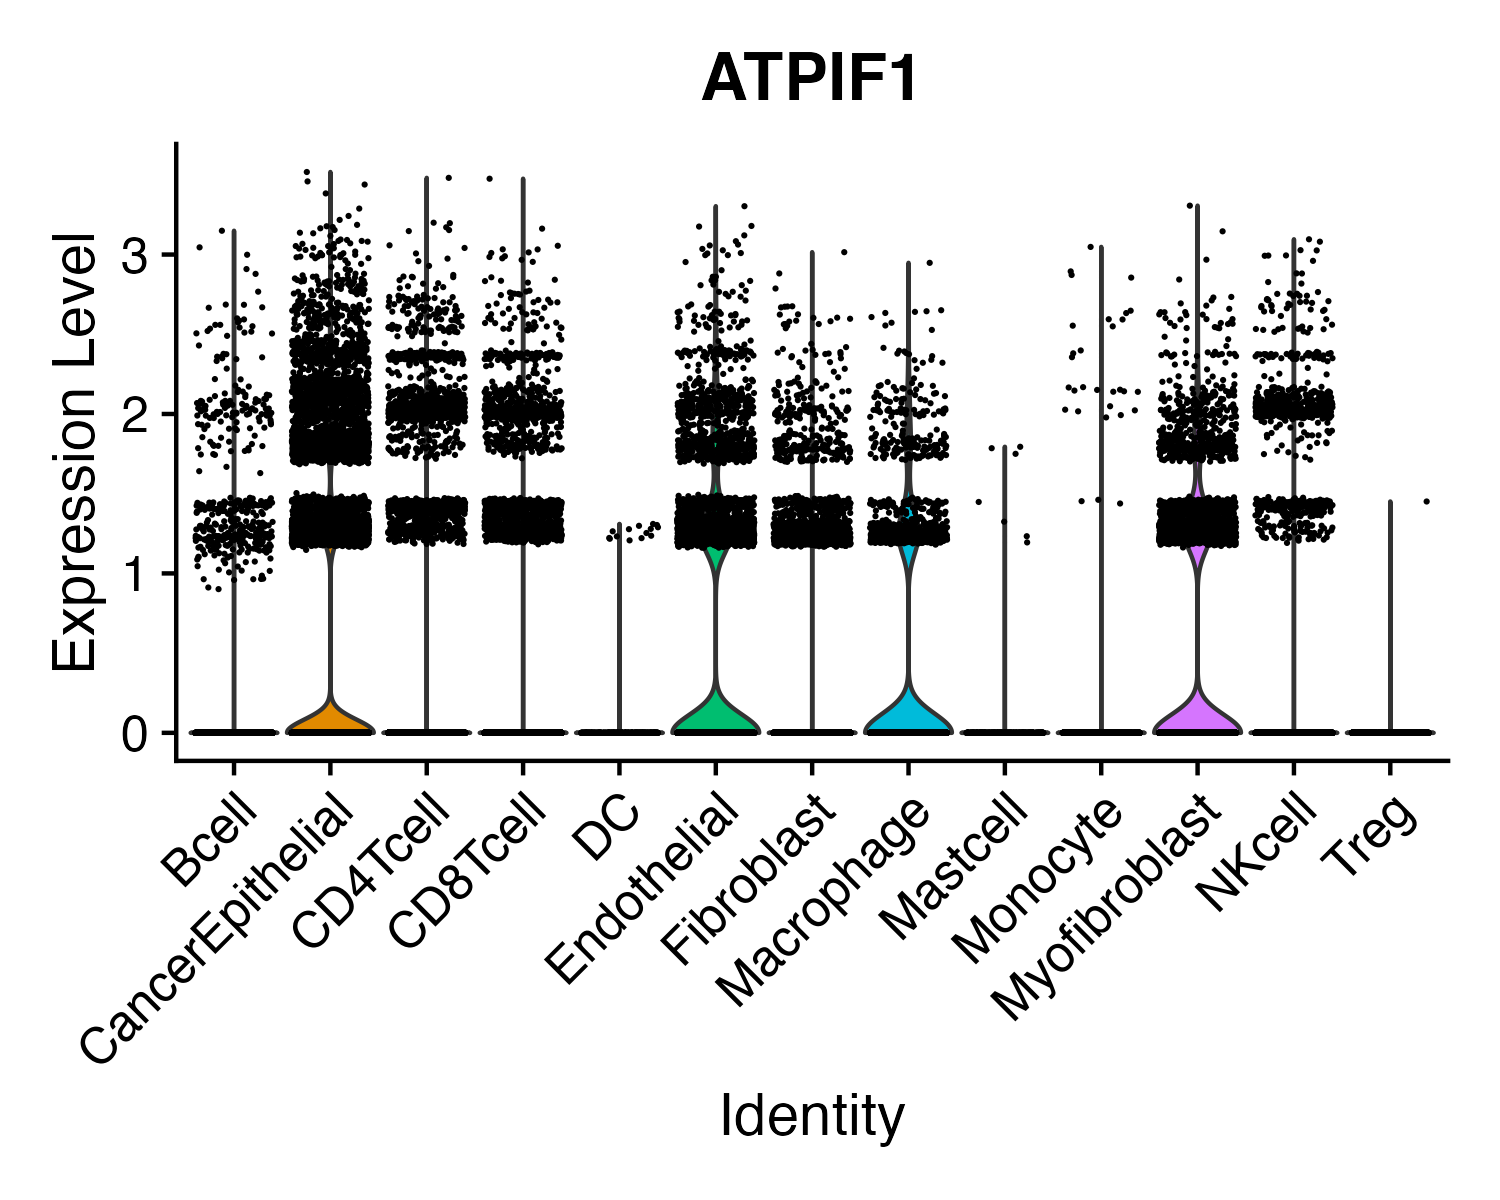 ATPIF1
Expression Level
3
2
1
0
Bcell
CancerEpithelial
CD4Tcell
CD8Tcell
DC
Endothelial
Fibroblast
Macrophage
Mastcell
Monocyte
Myofibroblast
NKcell
Treg
Identity